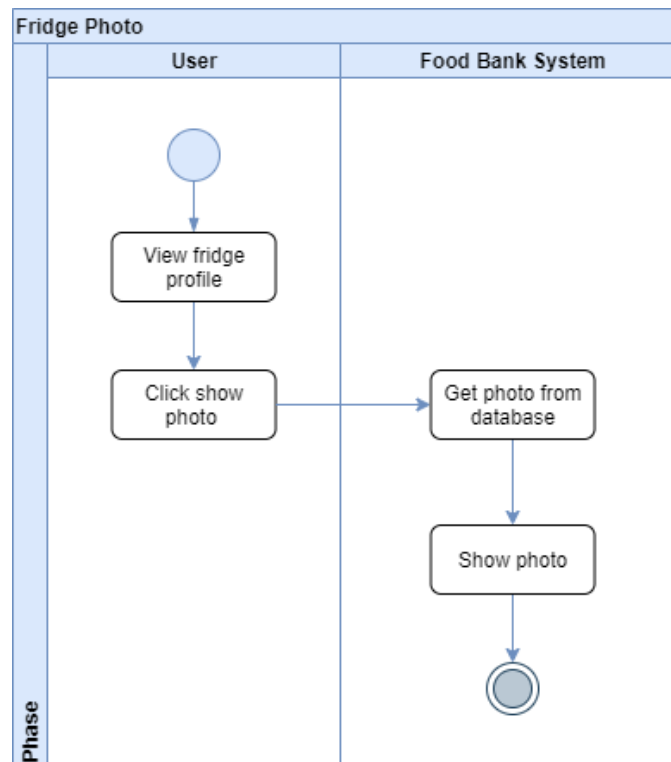 Fridge Photo
User
Food Bank System
View fridge
profile
Click show
photo
Get photo from
database
Show photo
Phase